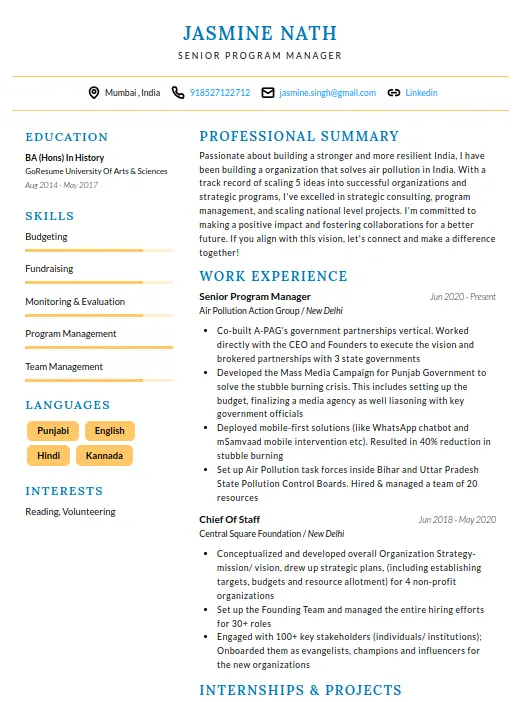 JASMINE NATH
SENIOR PROGRAM MANAGER
Mumbai , India 918527122712 jasmine.singh@gmail.com Linkedin
EDUCATION
BA (Hons) In History
GoResume University Of Arts & Sciences
Aug 2014 - May 2017
SKILLS
Budgeting
Fundraising
Monitoring & Evaluation
Program Management
Team Management
LANGUAGES
Punjabi English
Hindi Kannada
INTERESTS
Reading, Volunteering
PROFESSIONAL SUMMARY
Passionate about building a stronger and more resilient India, I have
been building a organization that solves air pollution in India. With a
track record of scaling 5 ideas into successful organizations and
strategic programs, I've excelled in strategic consulting, program
management, and scaling national level projects. I'm committed to
making a positive impact and fostering collaborations for a better
future. If you align with this vision, let's connect and make a difference
together!
WORK EXPERIENCE
Senior Program Manager Jun 2020 - Present
Air Pollution Action Group / New Delhi
• Co-built A-PAG's government partnerships vertical. Worked
directly with the CEO and Founders to execute the vision and
brokered partnerships with 3 state governments
• Developed the Mass Media Campaign for Punjab Government to
solve the stubble burning crisis. This includes setting up the
budget, finalizing a media agency as well liasoning with key
government officials
• Deployed mobile-first solutions (like WhatsApp chatbot and
mSamvaad mobile intervention etc). Resulted in 40% reduction in
stubble burning
• Set up Air Pollution task forces inside Bihar and Uttar Pradesh
State Pollution Control Boards. Hired & managed a team of 20
resources
Chief Of Staff Jun 2018 - May 2020
Central Square Foundation / New Delhi
• Conceptualized and developed overall Organization Strategy-
mission/ vision, drew up strategic plans, (including establishing
targets, budgets and resource allotment) for 4 non-profit
organizations
• Set up the Founding Team and managed the entire hiring efforts
for 30+ roles
• Engaged with 100+ key stakeholders (individuals/ institutions);
Onboarded them as evangelists, champions and influencers for
the new organizations
INTERNSHIPS & PROJECTS